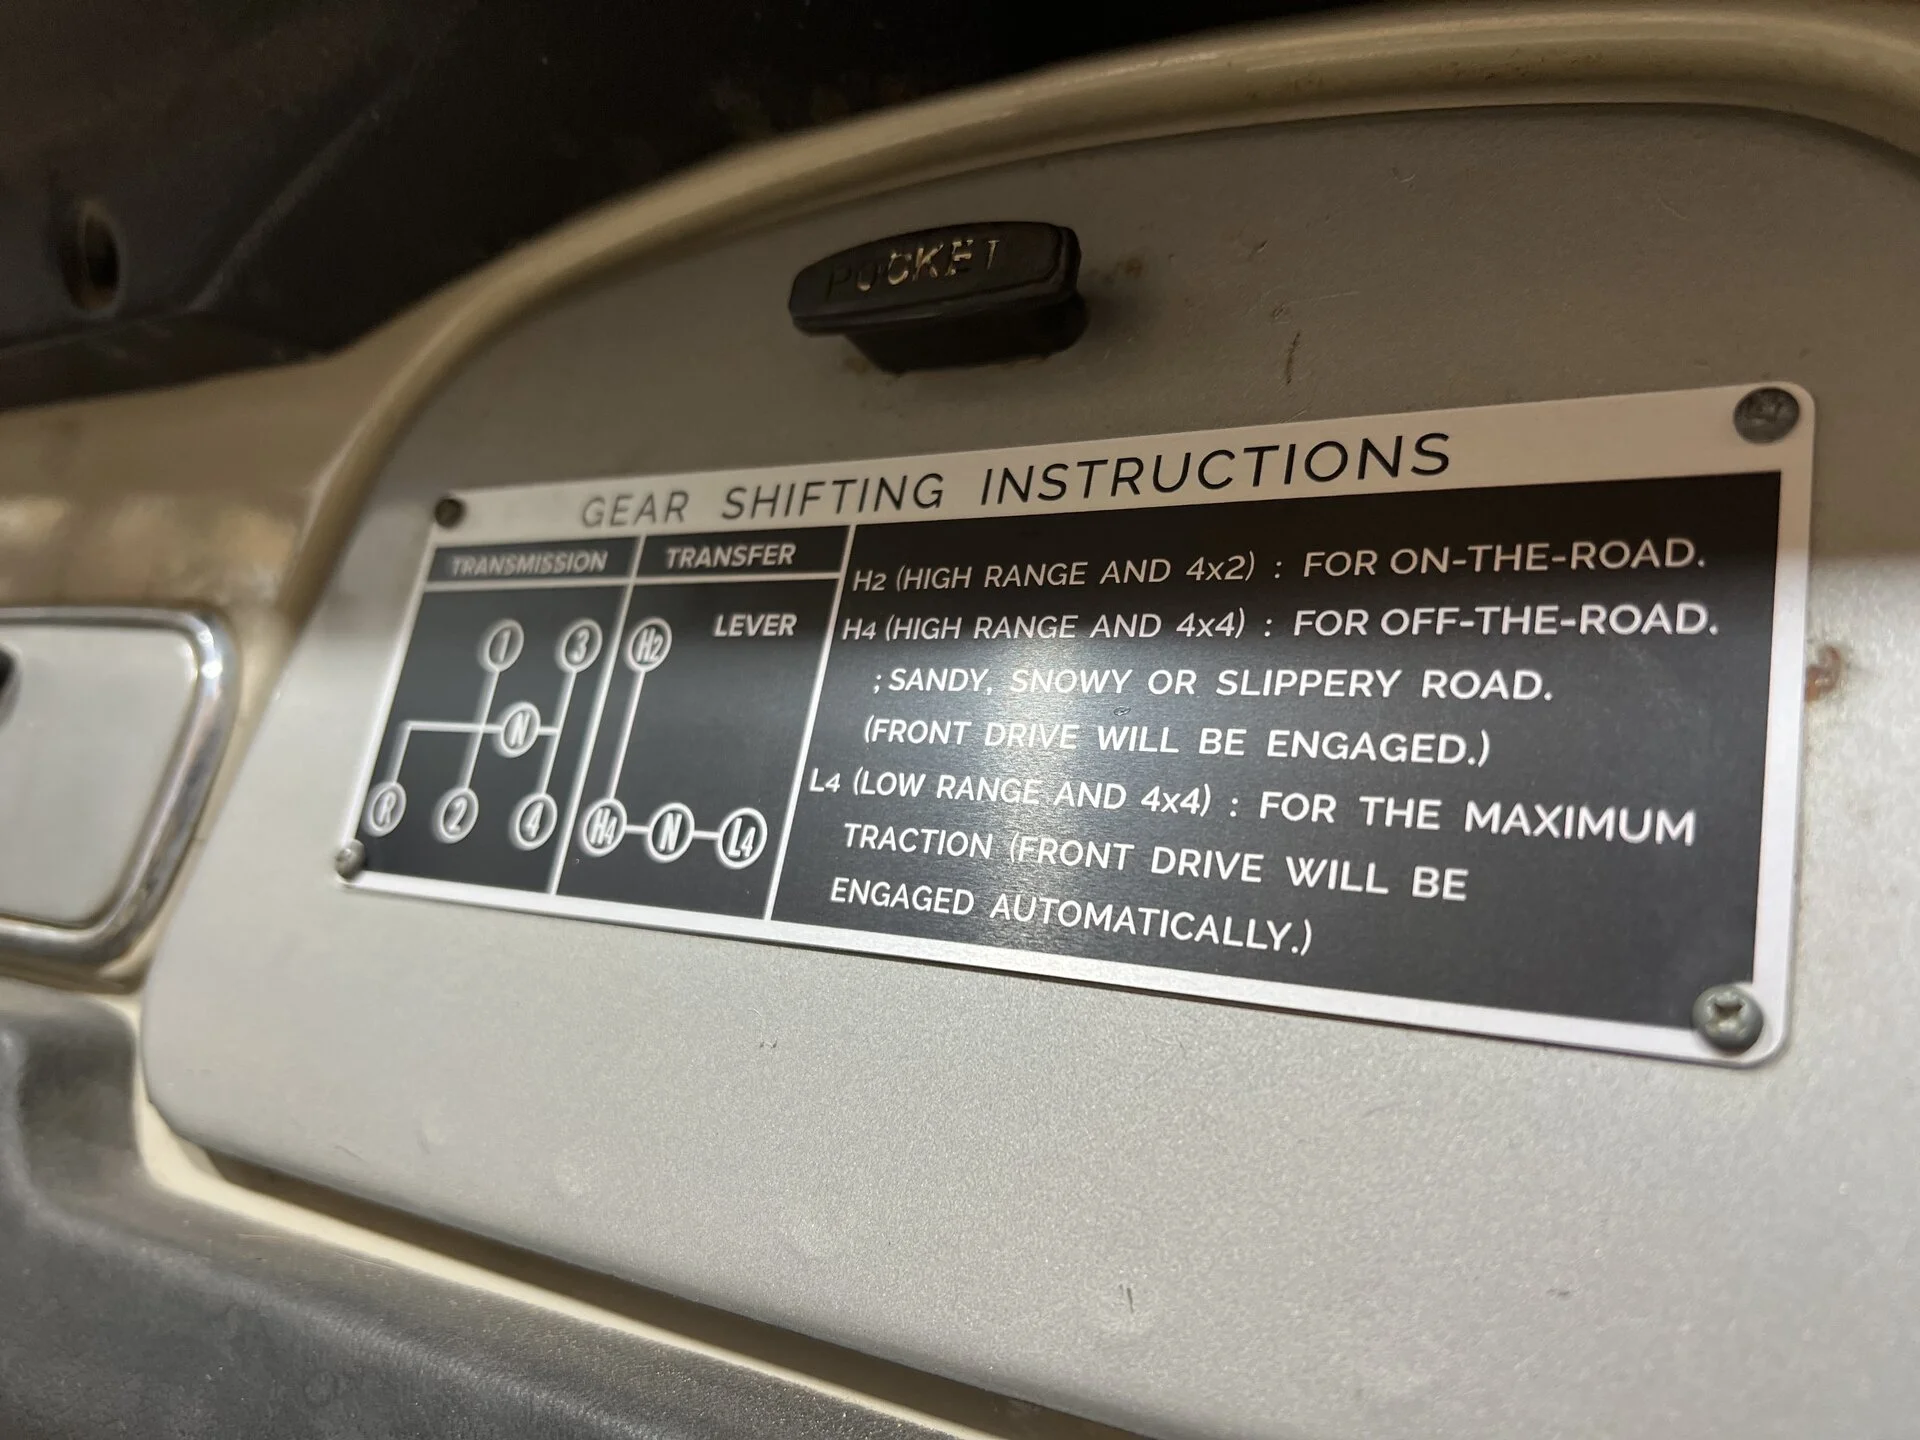 POCKET
GEAR SHIFTING INSTRUCTIONS
TRANSMISSION
TRANSFER
LEVER
1 3
N
R 2 4
H2
H4 N L4
H2 (HIGH RANGE AND 4x2) : FOR ON-THE-ROAD.
H4 (HIGH RANGE AND 4x4) : FOR OFF-THE-ROAD.
; SANDY, SNOWY OR SLIPPERY ROAD.
(FRONT DRIVE WILL BE ENGAGED.)
L4 (LOW RANGE AND 4x4) : FOR THE MAXIMUM
TRACTION (FRONT DRIVE WILL BE
ENGAGED AUTOMATICALLY.)